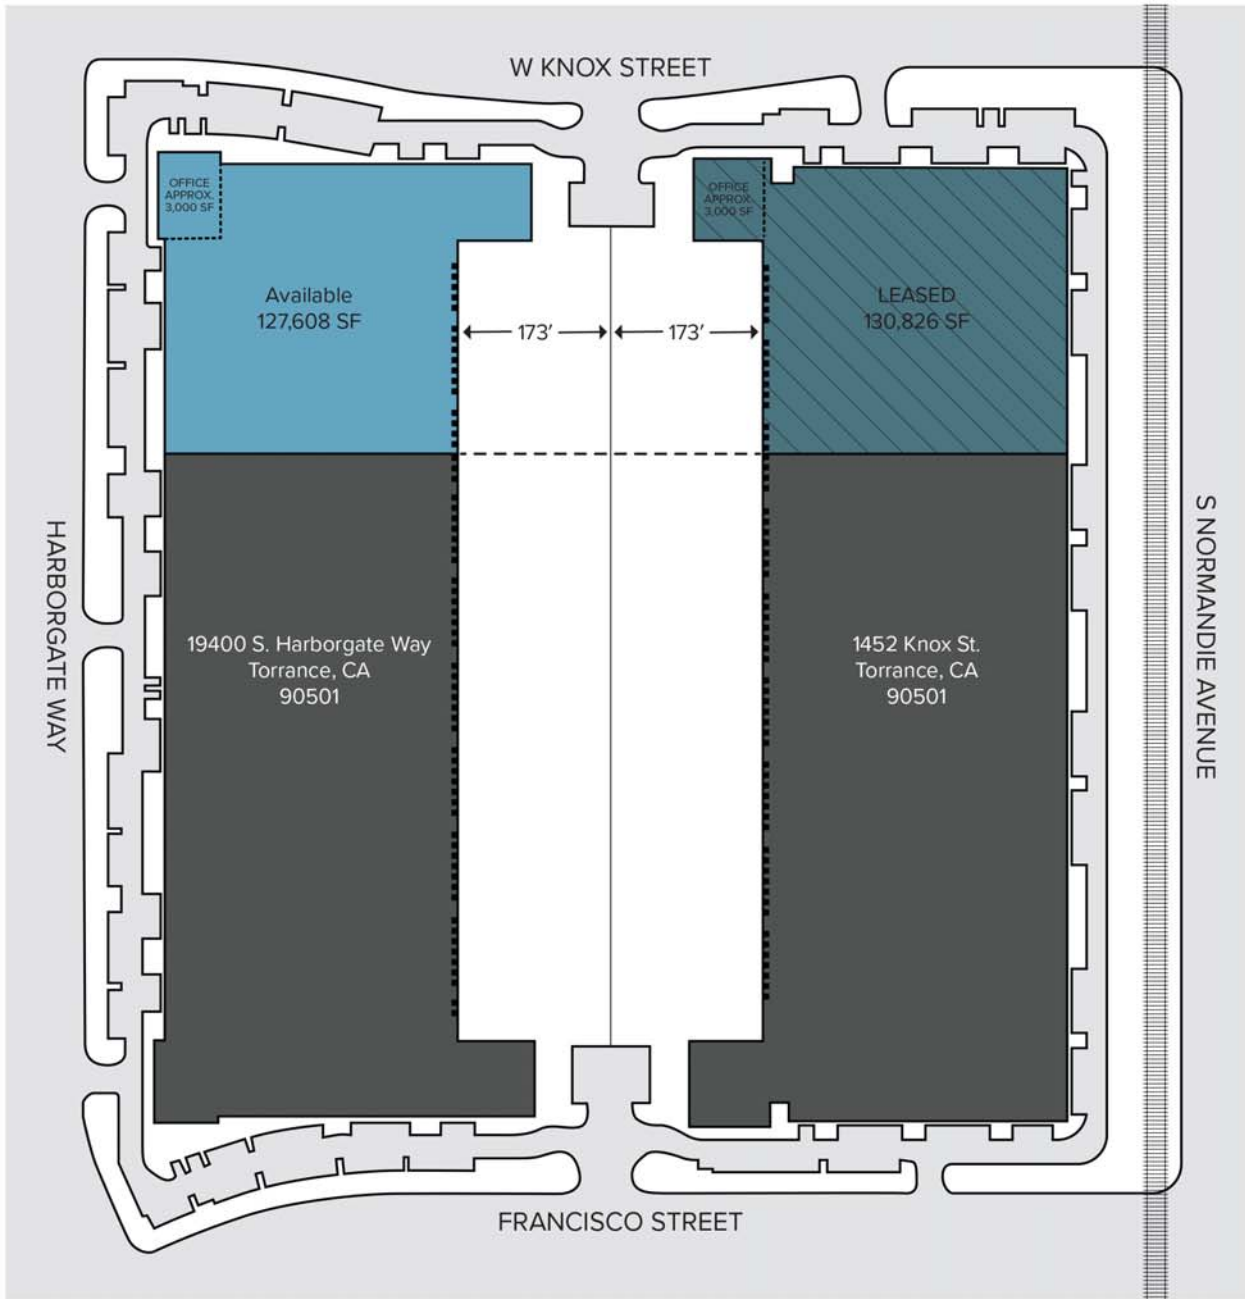 W KNOX STREET
OFFICE
APPROX.
3,000 SF
OFFICE
APPROX.
3,000 SF
Available
127,608 SF
LEASED
130,826 SF
173'
173'
HARBORGATE WAY
S NORMANDIE AVENUE
19400 S. Harborgate Way
Torrance, CA
90501
1452 Knox St.
Torrance, CA
90501
FRANCISCO STREET